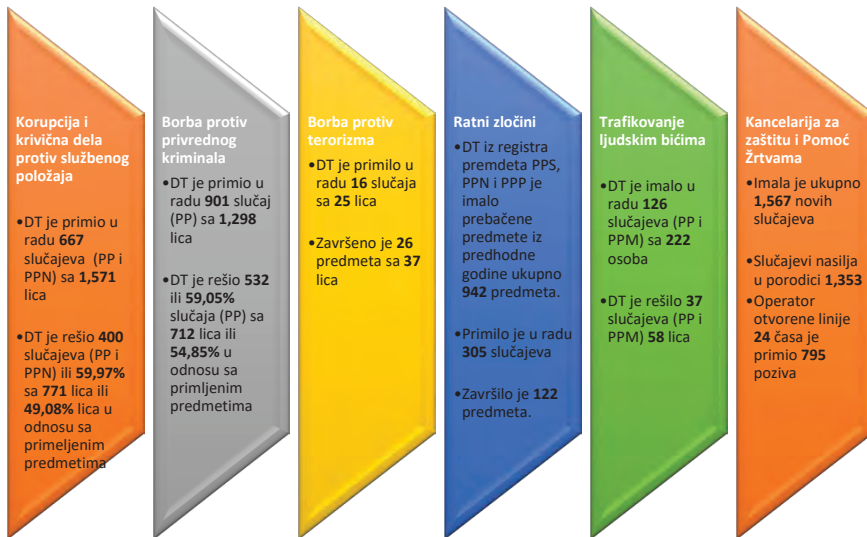 Korupcija i
krivična dela
protiv službenog
položaja
•DT je primio u
radu 667
slučajeva (PP i
PPN) sa 1,571
lica
•DT je rešio 400
slučajeva (PP i
PPN) ili 59,97%
sa 771 lica ili
49,08% lica u
odnosu sa
primeljenim
predmetima
Borba protiv
privrednog
kriminala
•DT je primio u
radu 901 slučaj
(PP) sa 1,298
lica
•DT je rešio 532
ili 59,05%
slučaja (PP) sa
712 lica ili
54,85% u
odnosu sa
primljenim
predmetima
Borba protiv
terorizma
•DT je primilo u
radu 16 slučaja
sa 25 lica
•Završeno je 26
predmeta sa 37
lica
Ratni zločini
•DT iz registra
premdeta PPS,
PPN i PPP je
imalo
prebačene
predmete iz
predhodne
godine ukupno
942 predmeta.
•Primilo je u radu
305 slučajeva
•Završilo je 122
predmeta.
Trafikovanje
ljudskim bićima
•DT je imalo u
radu 126
slučajeva (PP i
PPM) sa 222
osoba
•DT je rešilo 37
slučajeva (PP i
PPM) 58 lica
Kancelarija za
zaštitu i Pomoć
Žrtvama
•Imala je ukupno
1,567 novih
slučajeva
•Slučajevi nasilja
u porodici 1,353
•Operator
otvorene linije
24 časa je
primio 795
poziva